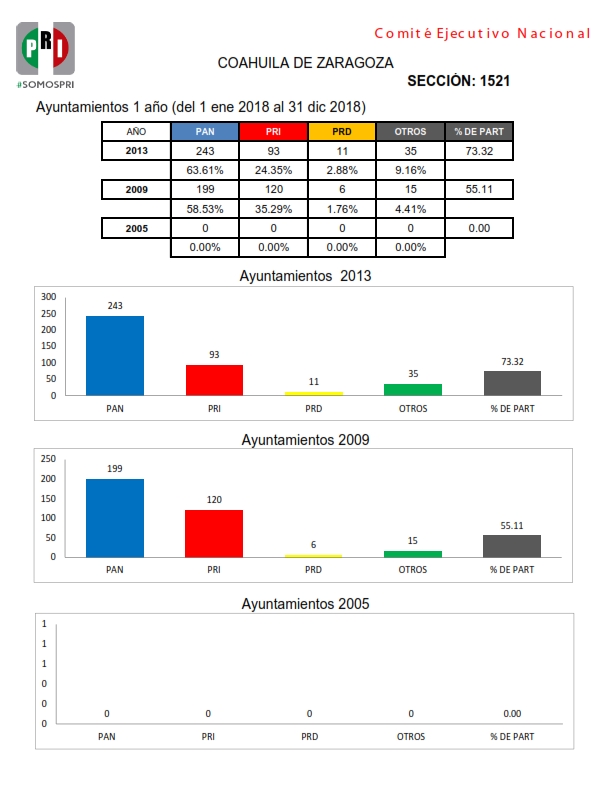 Comité Ejecutivo Nacional
PRI
#SOMOSPRI
COAHUILA DE ZARAGOZA
SECCIÓN: 1521
Ayuntamientos 1 año (del 1 ene 2018 al 31 dic 2018)
AÑO PAN PRI PRD OTROS % DE PART
2013 243 93 11 35 73.32
63.61% 24.35% 2.88% 9.16%
2009 199 120 6 15 55.11
58.53% 35.29% 1.76% 4.41%
2005 0 0 0 0 0.00
0.00% 0.00% 0.00% 0.00%
Ayuntamientos 2013
300
250
200
150
100
50
0
243 93 11 35 73.32
PAN PRI PRD OTROS % DE PART
Ayuntamientos 2009
250
200
150
100
50
0
199 120 6 15 55.11
PAN PRI PRD OTROS % DE PART
Ayuntamientos 2005
1
1
1
0
0
0
0 0 0 0 0.00
PAN PRI PRD OTROS % DE PART